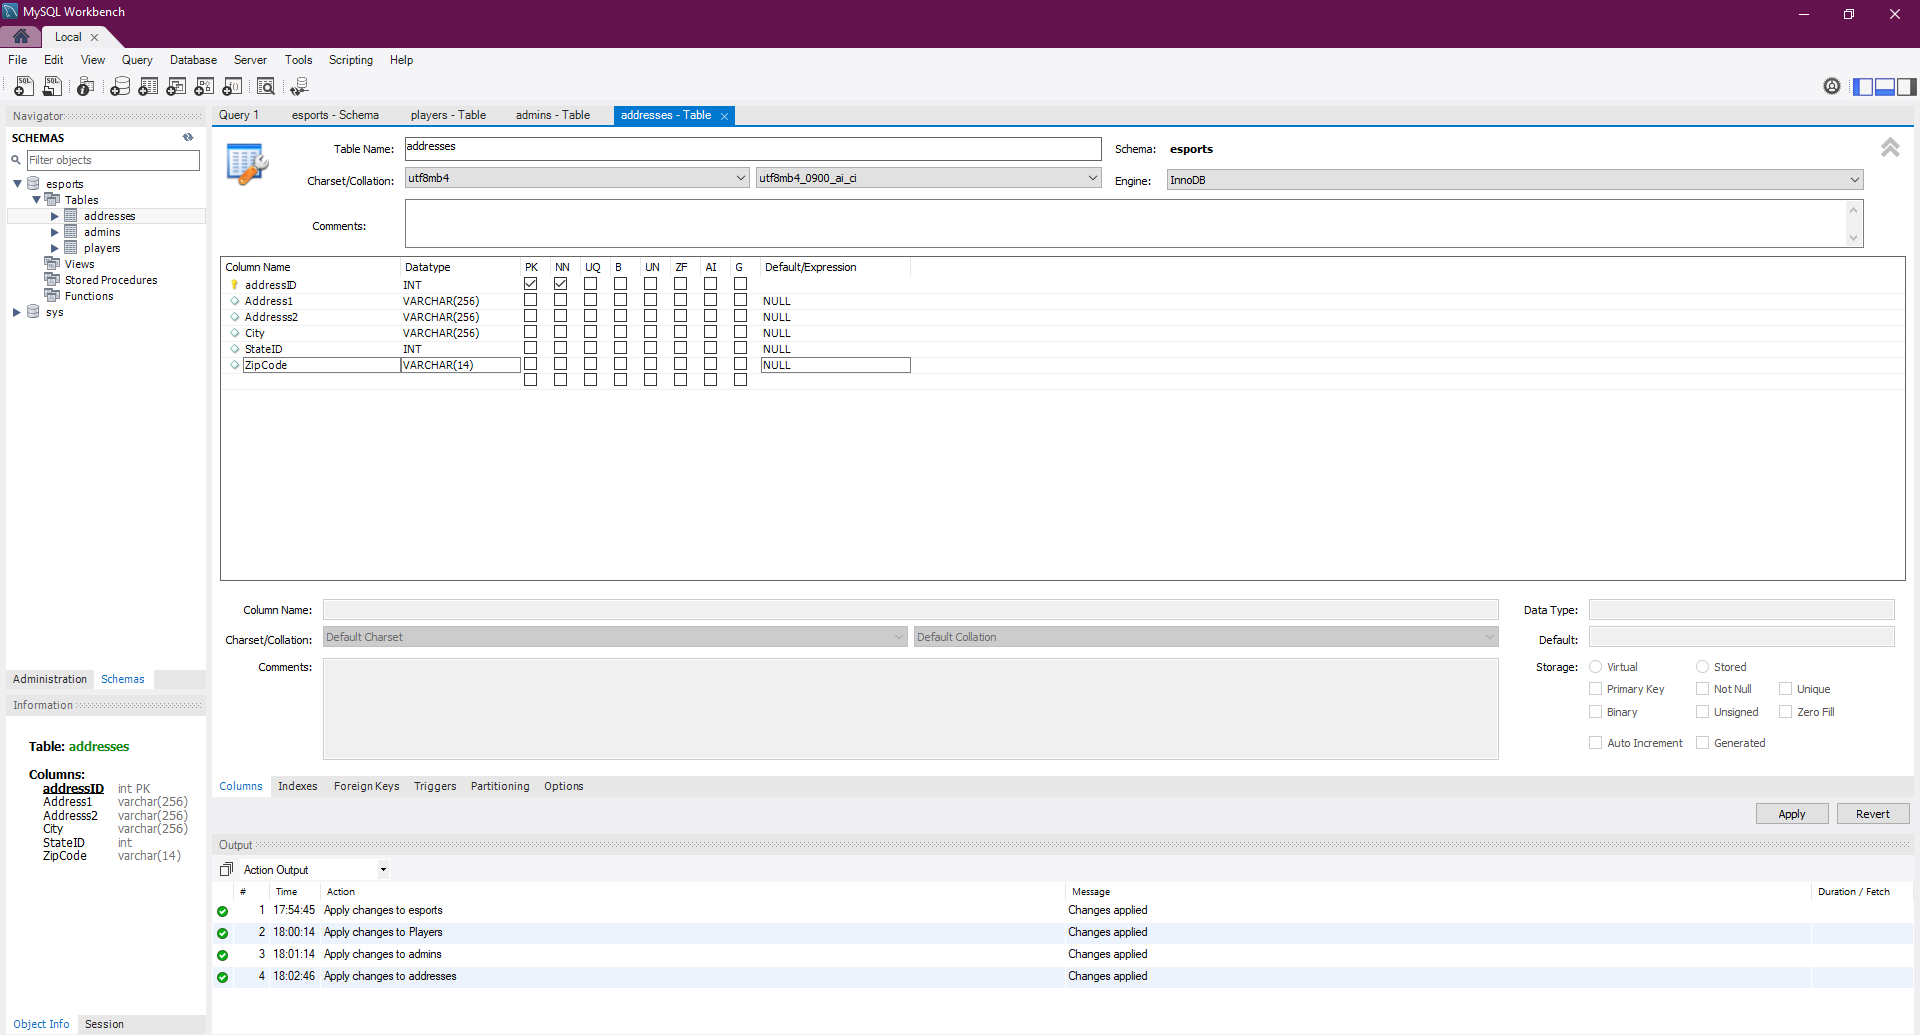 MySQL Workbench
Local
File Edit View Query Database Server Tools Scripting Help
Navigator
SCHEMAS
Filter objects
esports
Tables
addresses
admins
players
Views
Stored Procedures
Functions
sys
Administration Schemas
Information
Table: addresses
Columns:
addressID int PK
Address1 varchar(256)
Addresss2 varchar(256)
City varchar(256)
StateID int
ZipCode varchar(14)
Object Info Session
Query 1 esports - Schema players - Table admins - Table addresses - Table
Table Name: addresses Schema: esports
Charset/Collation: utf8mb4 utf8mb4_0900_ai_ci Engine: InnoDB
Comments:
Column Name Datatype PK NN UQ B UN ZF AI G Default/Expression
addressID INT
Address1 VARCHAR(256) NULL
Addresss2 VARCHAR(256) NULL
City VARCHAR(256) NULL
StateID INT NULL
ZipCode VARCHAR(14) NULL
Column Name: Data Type:
Charset/Collation: Default Charset Default Collation Default:
Comments: Storage: Virtual Stored
Primary Key Not Null Unique
Binary Unsigned Zero Fill
Auto Increment Generated
Columns Indexes Foreign Keys Triggers Partitioning Options
Apply Revert
Output
Action Output
# Time Action Message Duration / Fetch
1 17:54:45 Apply changes to esports Changes applied
2 18:00:14 Apply changes to Players Changes applied
3 18:01:14 Apply changes to admins Changes applied
4 18:02:46 Apply changes to addresses Changes applied